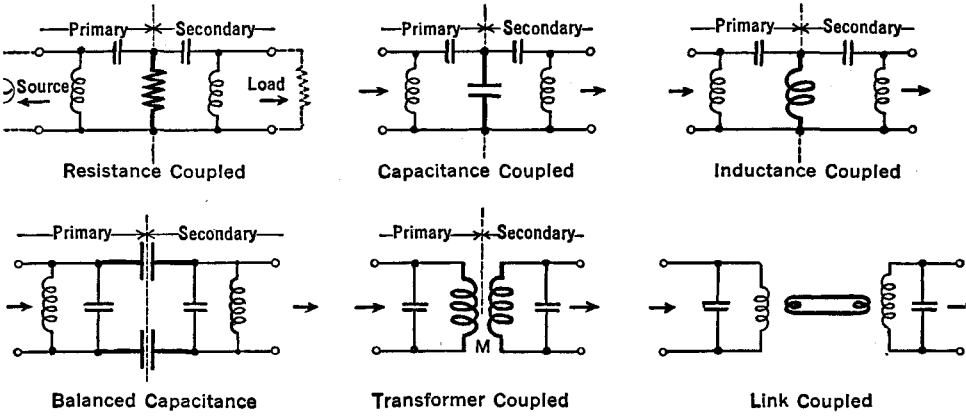 Primary Secondary
Source
Load
Resistance Coupled
Primary Secondary
Capacitance Coupled
Primary Secondary
Inductance Coupled
Primary Secondary
Balanced Capacitance
Primary Secondary
M
Transformer Coupled
Link Coupled